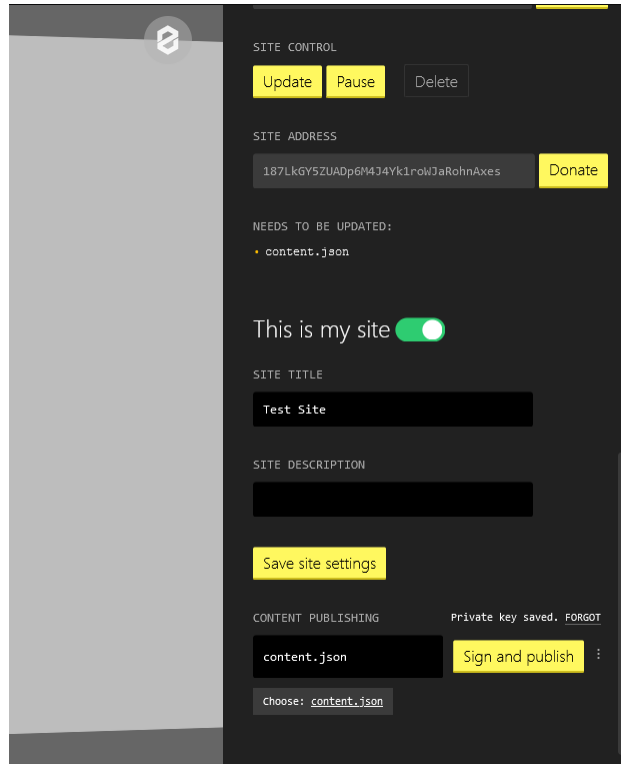 SITE CONTROL
Update Pause Delete
SITE ADDRESS
187LkGY5ZUADp6M4J4Yk1roWJaRohnAxes Donate
NEEDS TO BE UPDATED:
• content.json
This is my site
SITE TITLE
Test Site
SITE DESCRIPTION
Save site settings
CONTENT PUBLISHING Private key saved. FORGOT
content.json Sign and publish
Choose: content.json